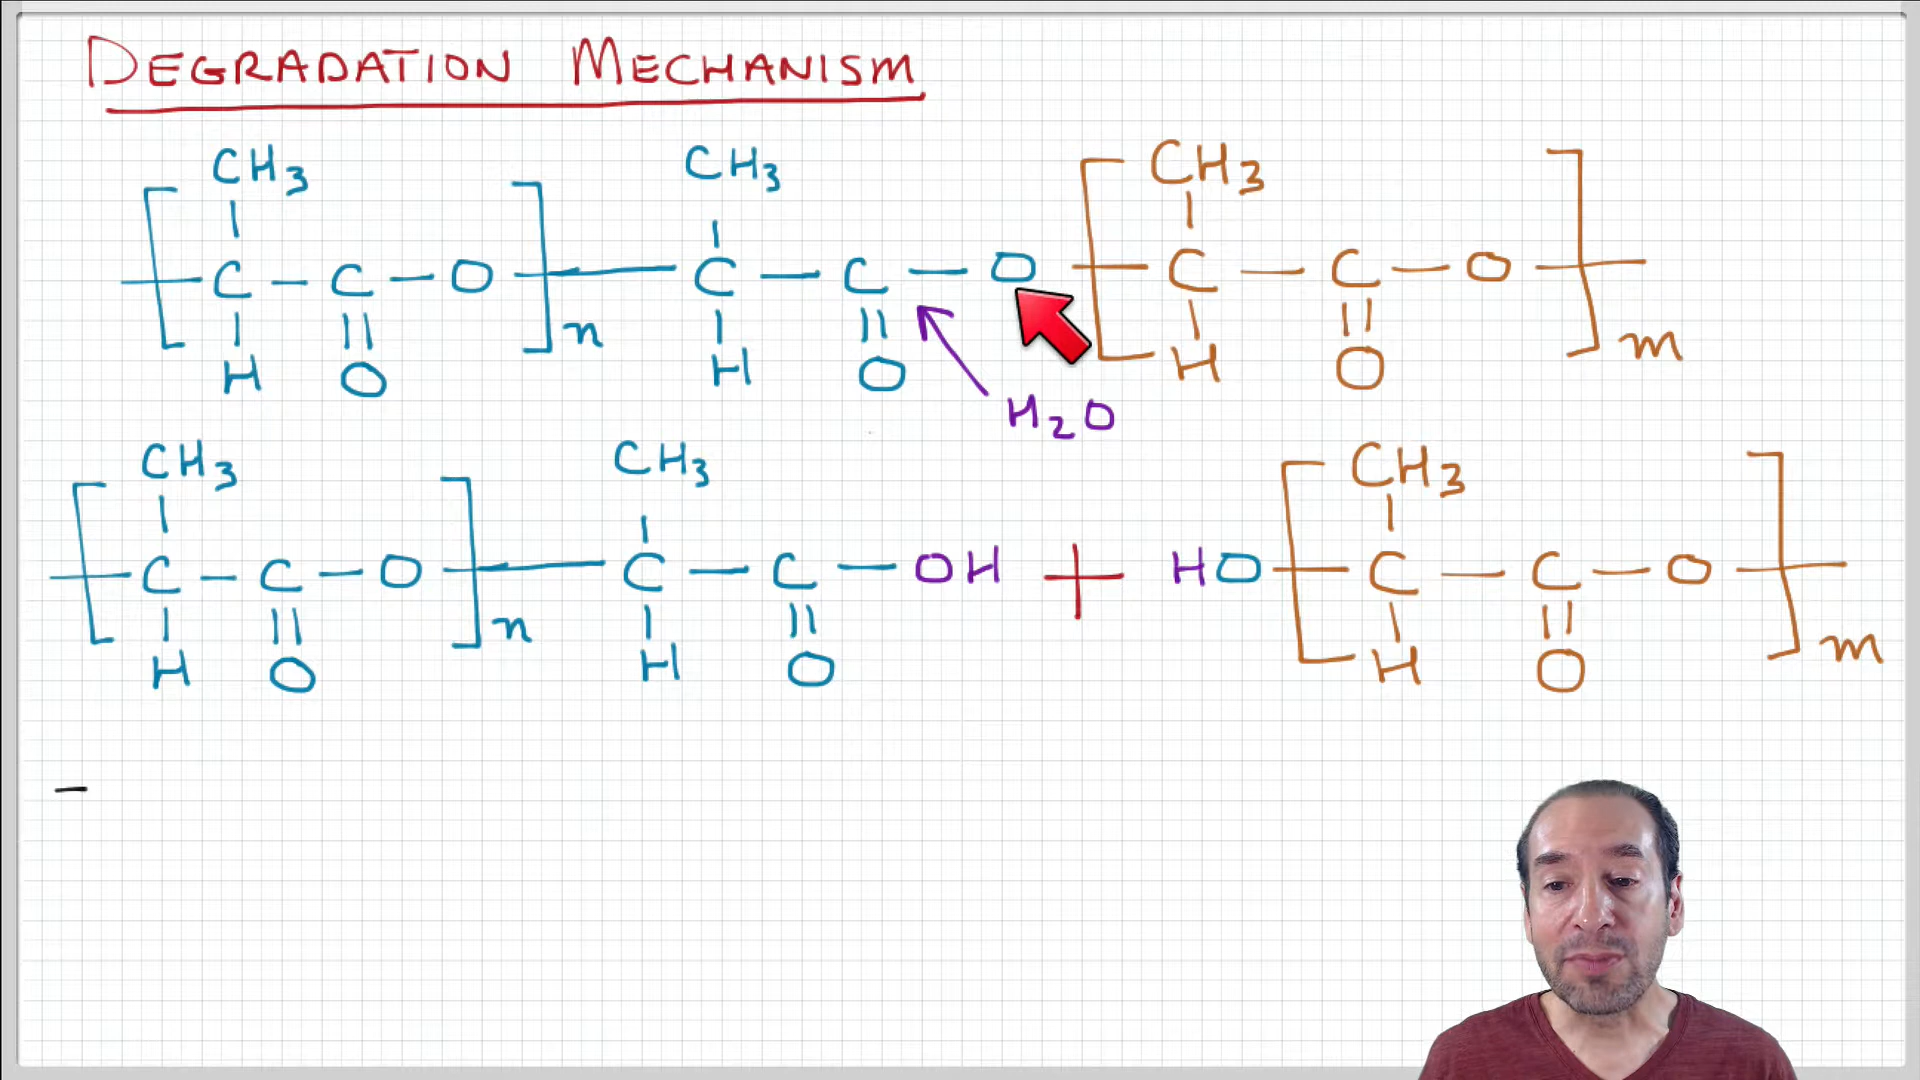 DEGRADATION MECHANISM
CH3 CH3 CH3
C C O C C O C C O
n m
H O H O H O
H2O
CH3 CH3 CH3
C C O C C OH + HO C C O
n m
H O H O H O